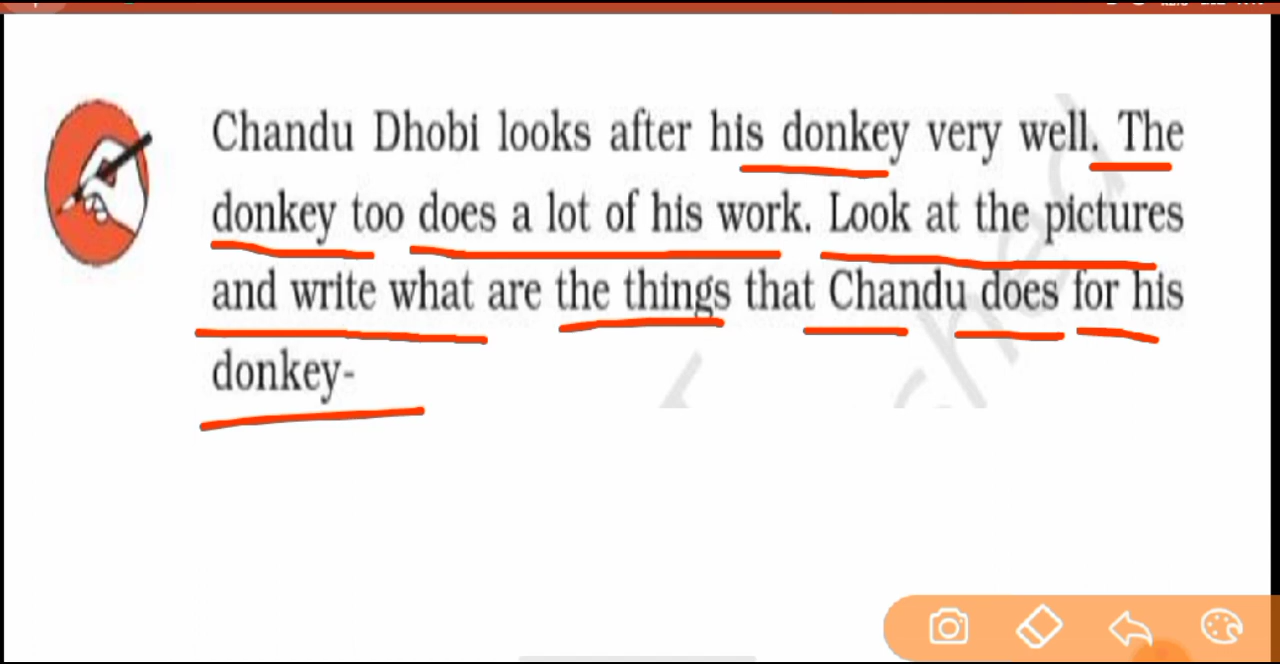 Chandu Dhobi looks after his donkey very well. The
donkey too does a lot of his work. Look at the pictures
and write what are the things that Chandu does for his
donkey-